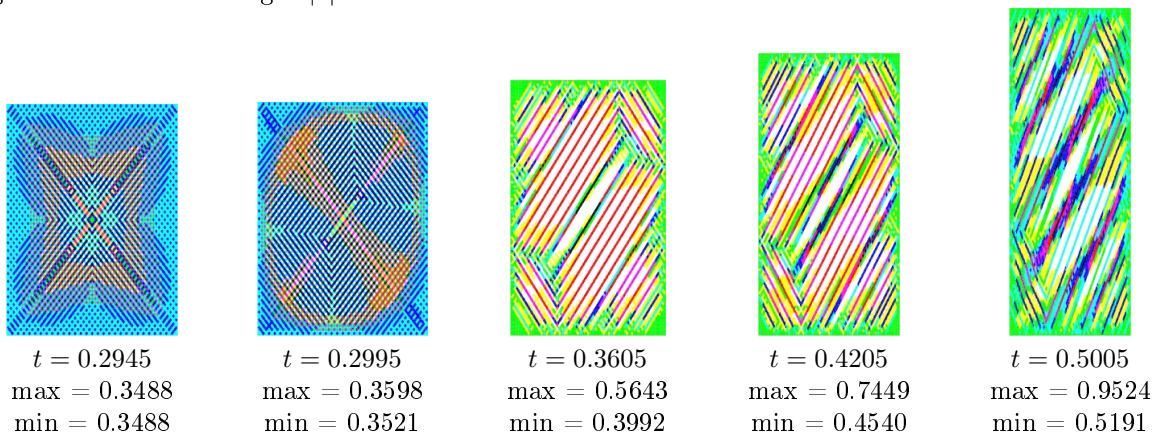 t = 0.2945
max = 0.3488
min = 0.3488
t = 0.2995
max = 0.3598
min = 0.3521
t = 0.3605
max = 0.5643
min = 0.3992
t = 0.4205
max = 0.7449
min = 0.4540
t = 0.5005
max = 0.9524
min = 0.5191